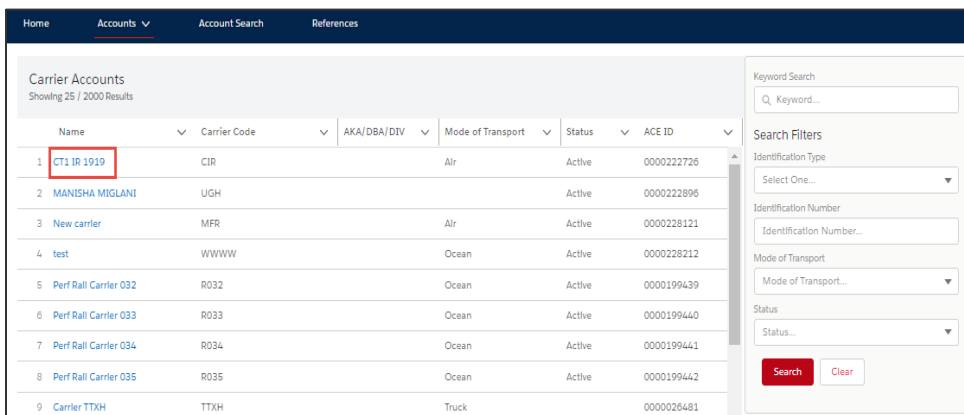 Home Accounts Account Search References
Carrier Accounts
Showing 25 / 2000 Results
Name Carrier Code AKA/DBA/DIV Mode of Transport Status ACE ID
1 CT1 IR 1919 CIR Air Active 0000222726
2 MANISHA MIGLANI UGH Active 0000222896
3 New carrier MFR Air Active 0000228121
4 test WWWW Ocean Active 0000228212
5 Perf Rail Carrier 032 R032 Ocean Active 0000199439
6 Perf Rail Carrier 033 R033 Ocean Active 0000199440
7 Perf Rail Carrier 034 R034 Ocean Active 0000199441
8 Perf Rail Carrier 035 R035 Ocean Active 0000199442
9 Carrier TTXH TTXH Truck 0000026481
Keyword Search
Keyword...
Search Filters
Identification Type
Select One...
Identification Number
Identification Number...
Mode of Transport
Mode of Transport...
Status
Status...
Search Clear